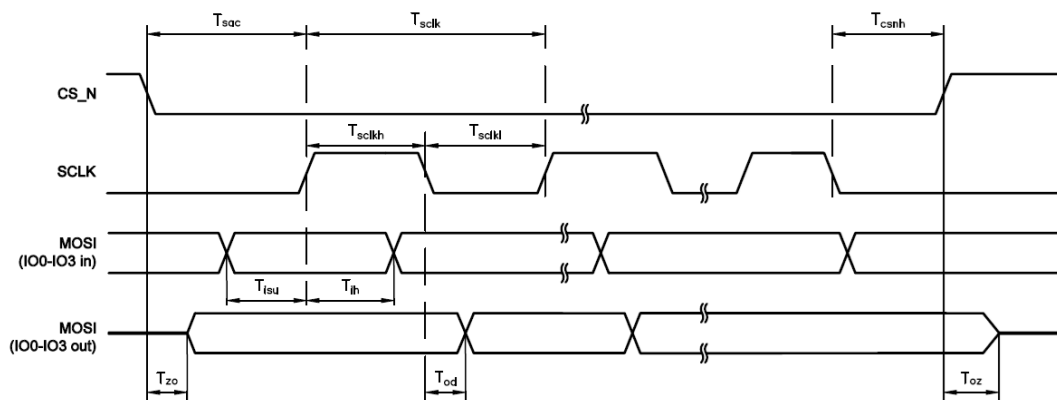 Tsac Tsclk Tcsnh
CS_N
Tsclkh Tsclkl
SCLK
MOSI
(IO0-IO3 in)
Tisu Tih
MOSI
(IO0-IO3 out)
Tzo Tod Toz